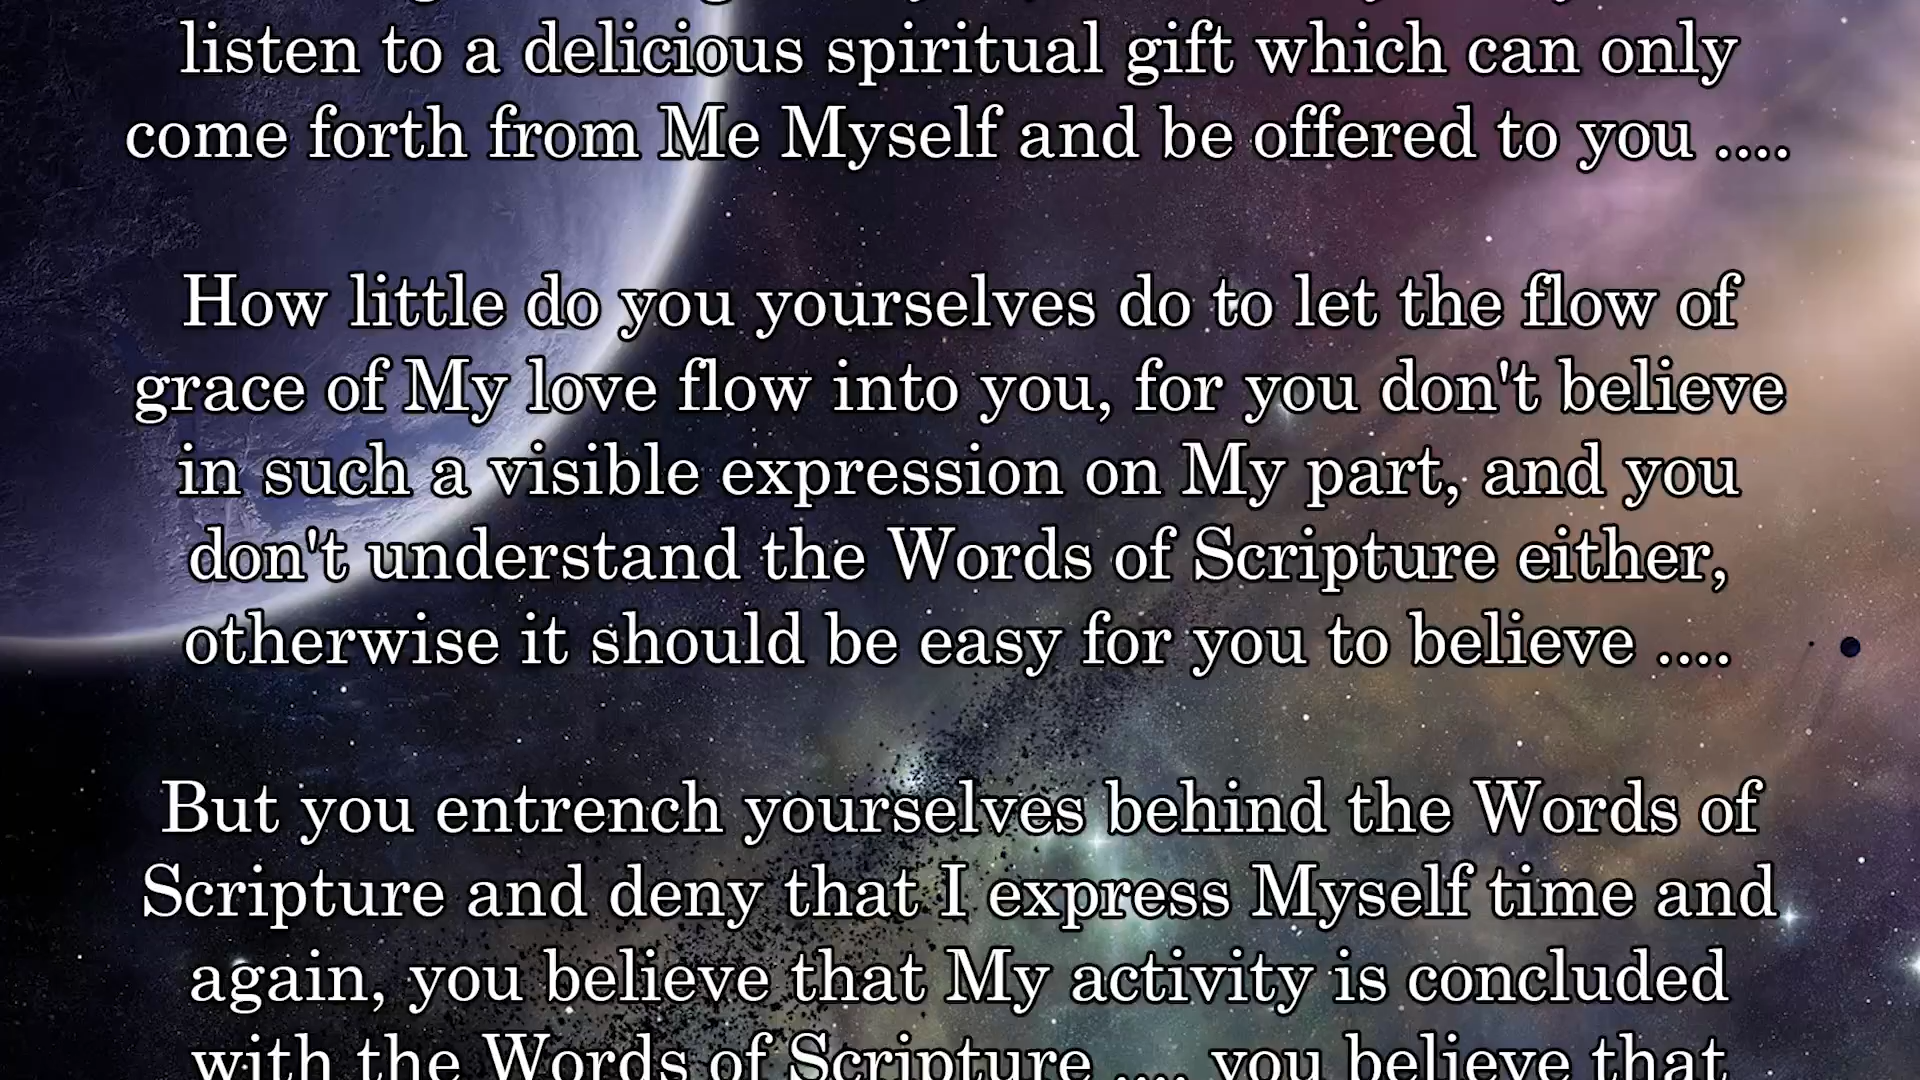 listen to a delicious spiritual gift which can only
come forth from Me Myself and be offered to you ....
How little do you yourselves do to let the flow of
grace of My love flow into you, for you don't believe
in such a visible expression on My part, and you
don't understand the Words of Scripture either,
otherwise it should be easy for you to believe ....
But you entrench yourselves behind the Words of
Scripture and deny that I express Myself time and
again, you believe that My activity is concluded
with the Words of Scripture .... you believe that